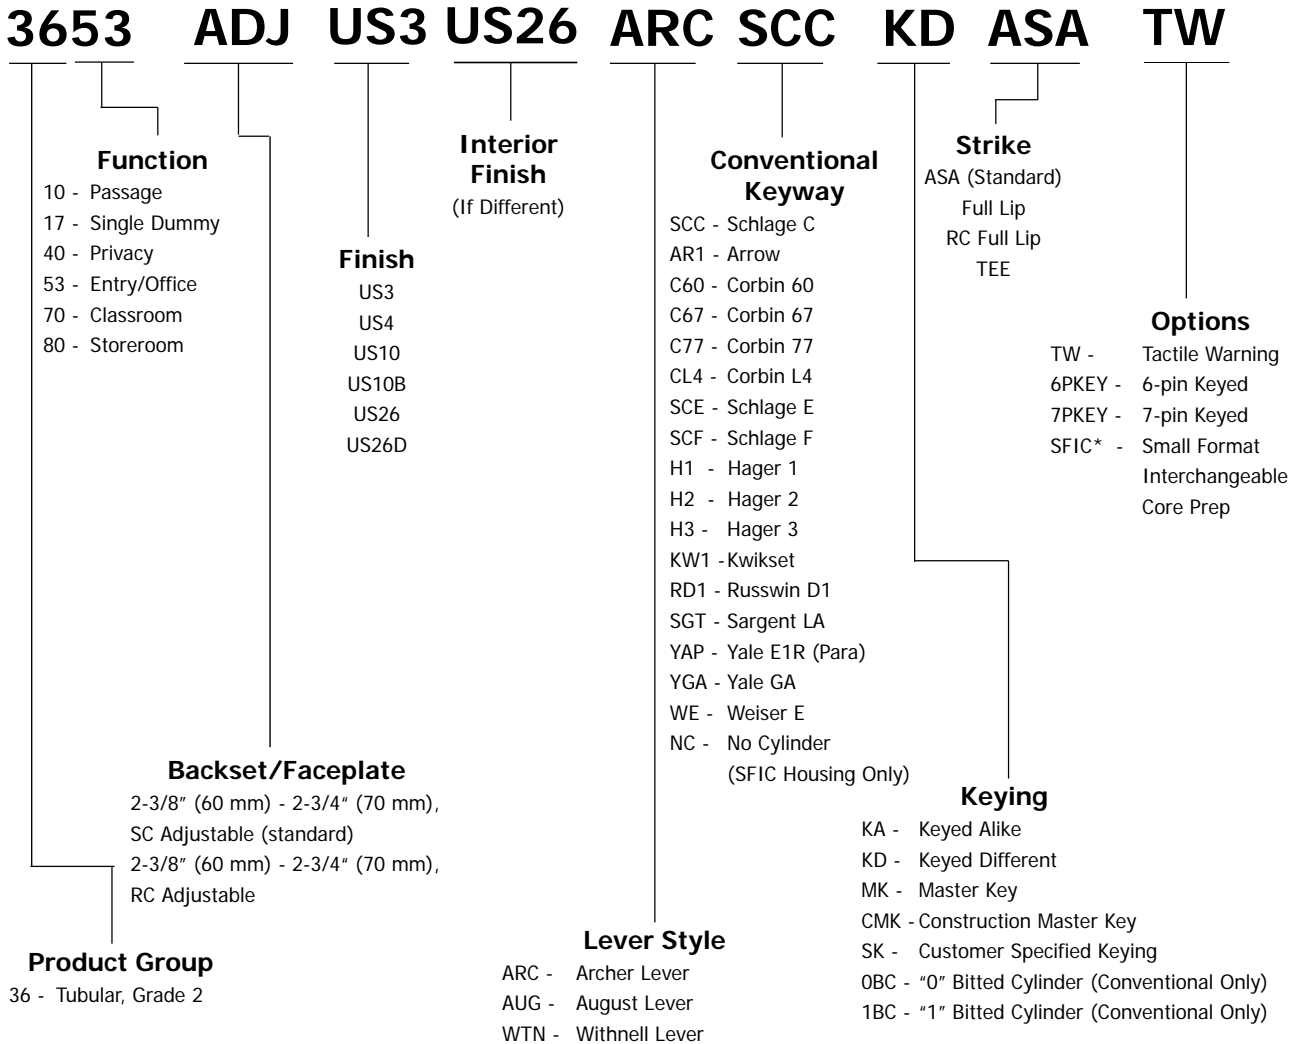 3653 ADJ US3 US26 ARC SCC KD ASA TW
Function
10 - Passage
17 - Single Dummy
40 - Privacy
53 - Entry/Office
70 - Classroom
80 - Storeroom
Finish
US3
US4
US10
US10B
US26
US26D
Interior
Finish
(If Different)
Conventional
Keyway
SCC - Schlage C
AR1 - Arrow
C60 - Corbin 60
C67 - Corbin 67
C77 - Corbin 77
CL4 - Corbin L4
SCE - Schlage E
SCF - Schlage F
H1 - Hager 1
H2 - Hager 2
H3 - Hager 3
KW1 - Kwikset
RD1 - Russwin D1
SGT - Sargent LA
YAP - Yale E1R (Para)
YGA - Yale GA
WE - Weiser E
NC - No Cylinder
(SFIC Housing Only)
Strike
ASA (Standard)
Full Lip
RC Full Lip
TEE
Options
TW - Tactile Warning
6PKEY - 6-pin Keyed
7PKEY - 7-pin Keyed
SFIC* - Small Format
Interchangeable
Core Prep
Backset/Faceplate
2-3/8" (60 mm) - 2-3/4" (70 mm),
SC Adjustable (standard)
2-3/8" (60 mm) - 2-3/4" (70 mm),
RC Adjustable
Product Group
36 - Tubular, Grade 2
Lever Style
ARC - Archer Lever
AUG - August Lever
WTN - Withnell Lever
Keying
KA - Keyed Alike
KD - Keyed Different
MK - Master Key
CMK - Construction Master Key
SK - Customer Specified Keying
0BC - "0" Bitted Cylinder (Conventional Only)
1BC - "1" Bitted Cylinder (Conventional Only)